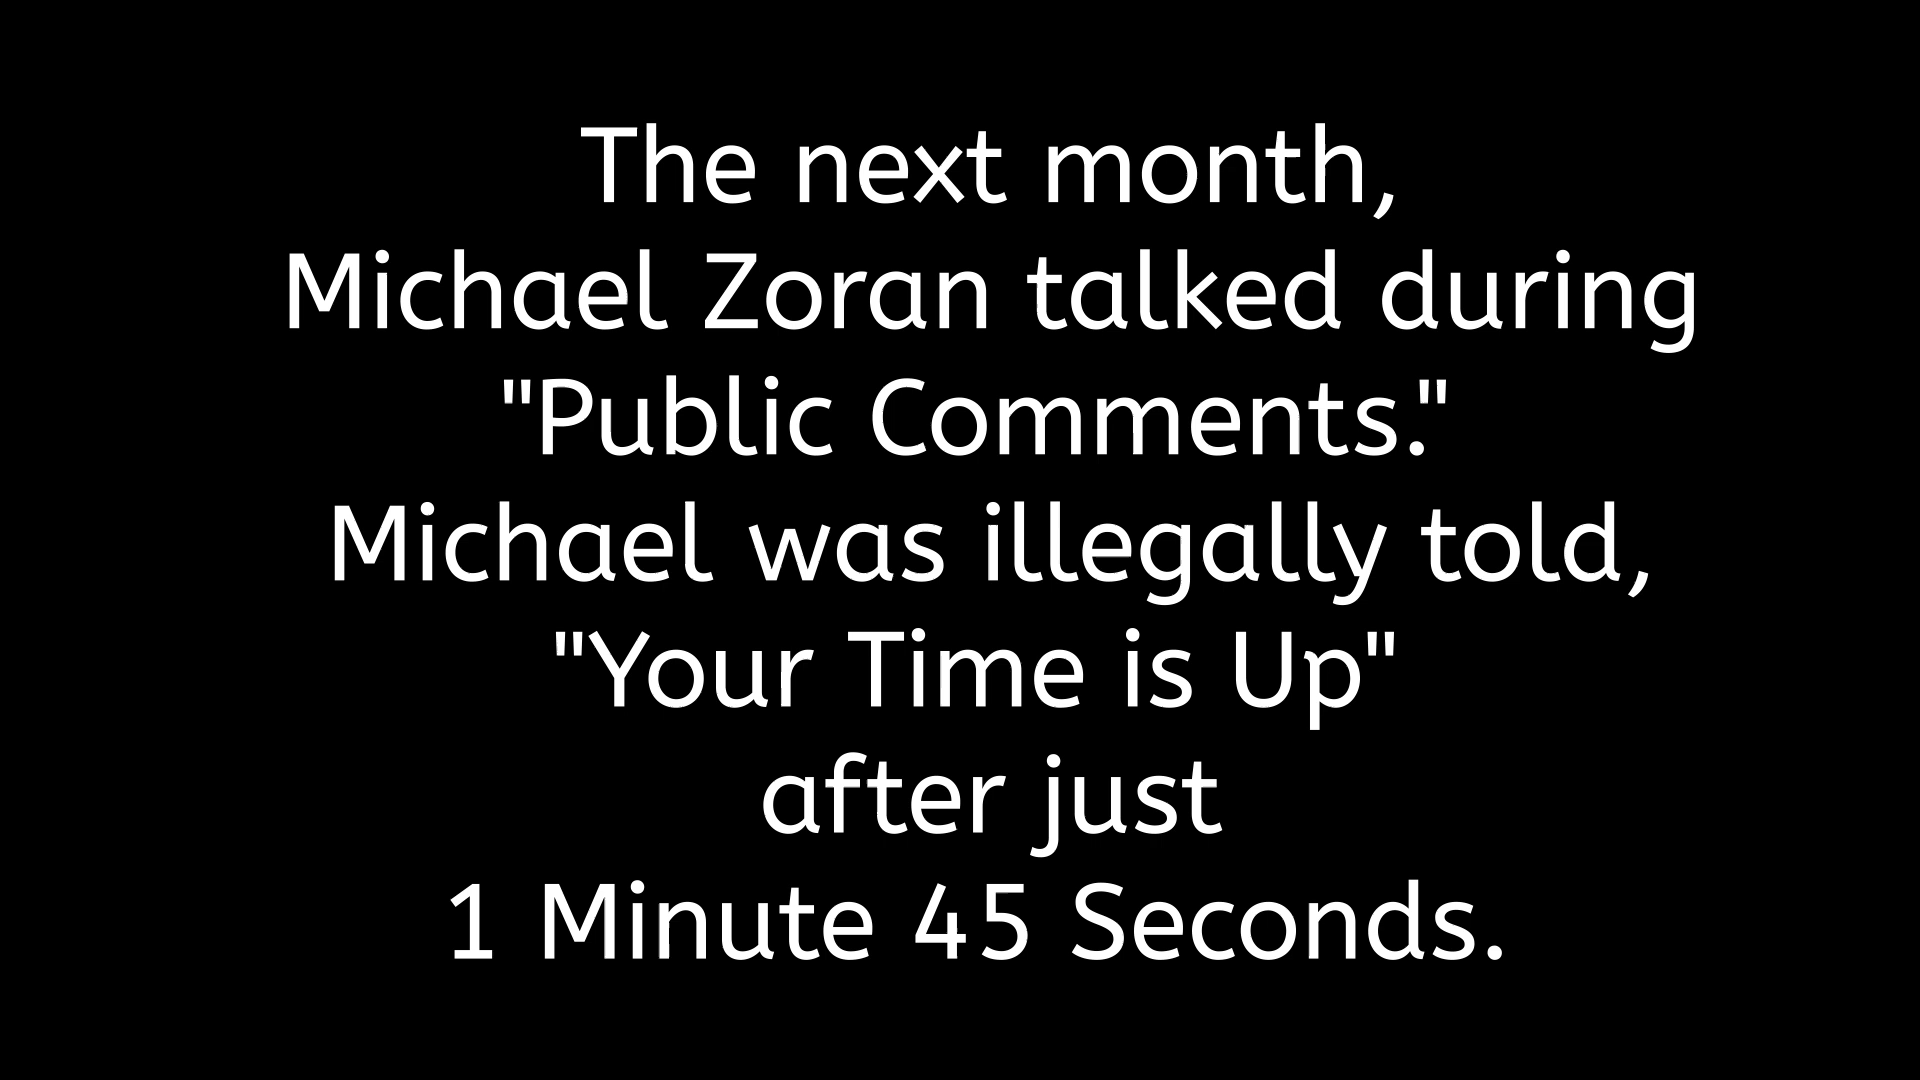 The next month,
Michael Zoran talked during
"Public Comments."
Michael was illegally told,
"Your Time is Up"
after just
1 Minute 45 Seconds.